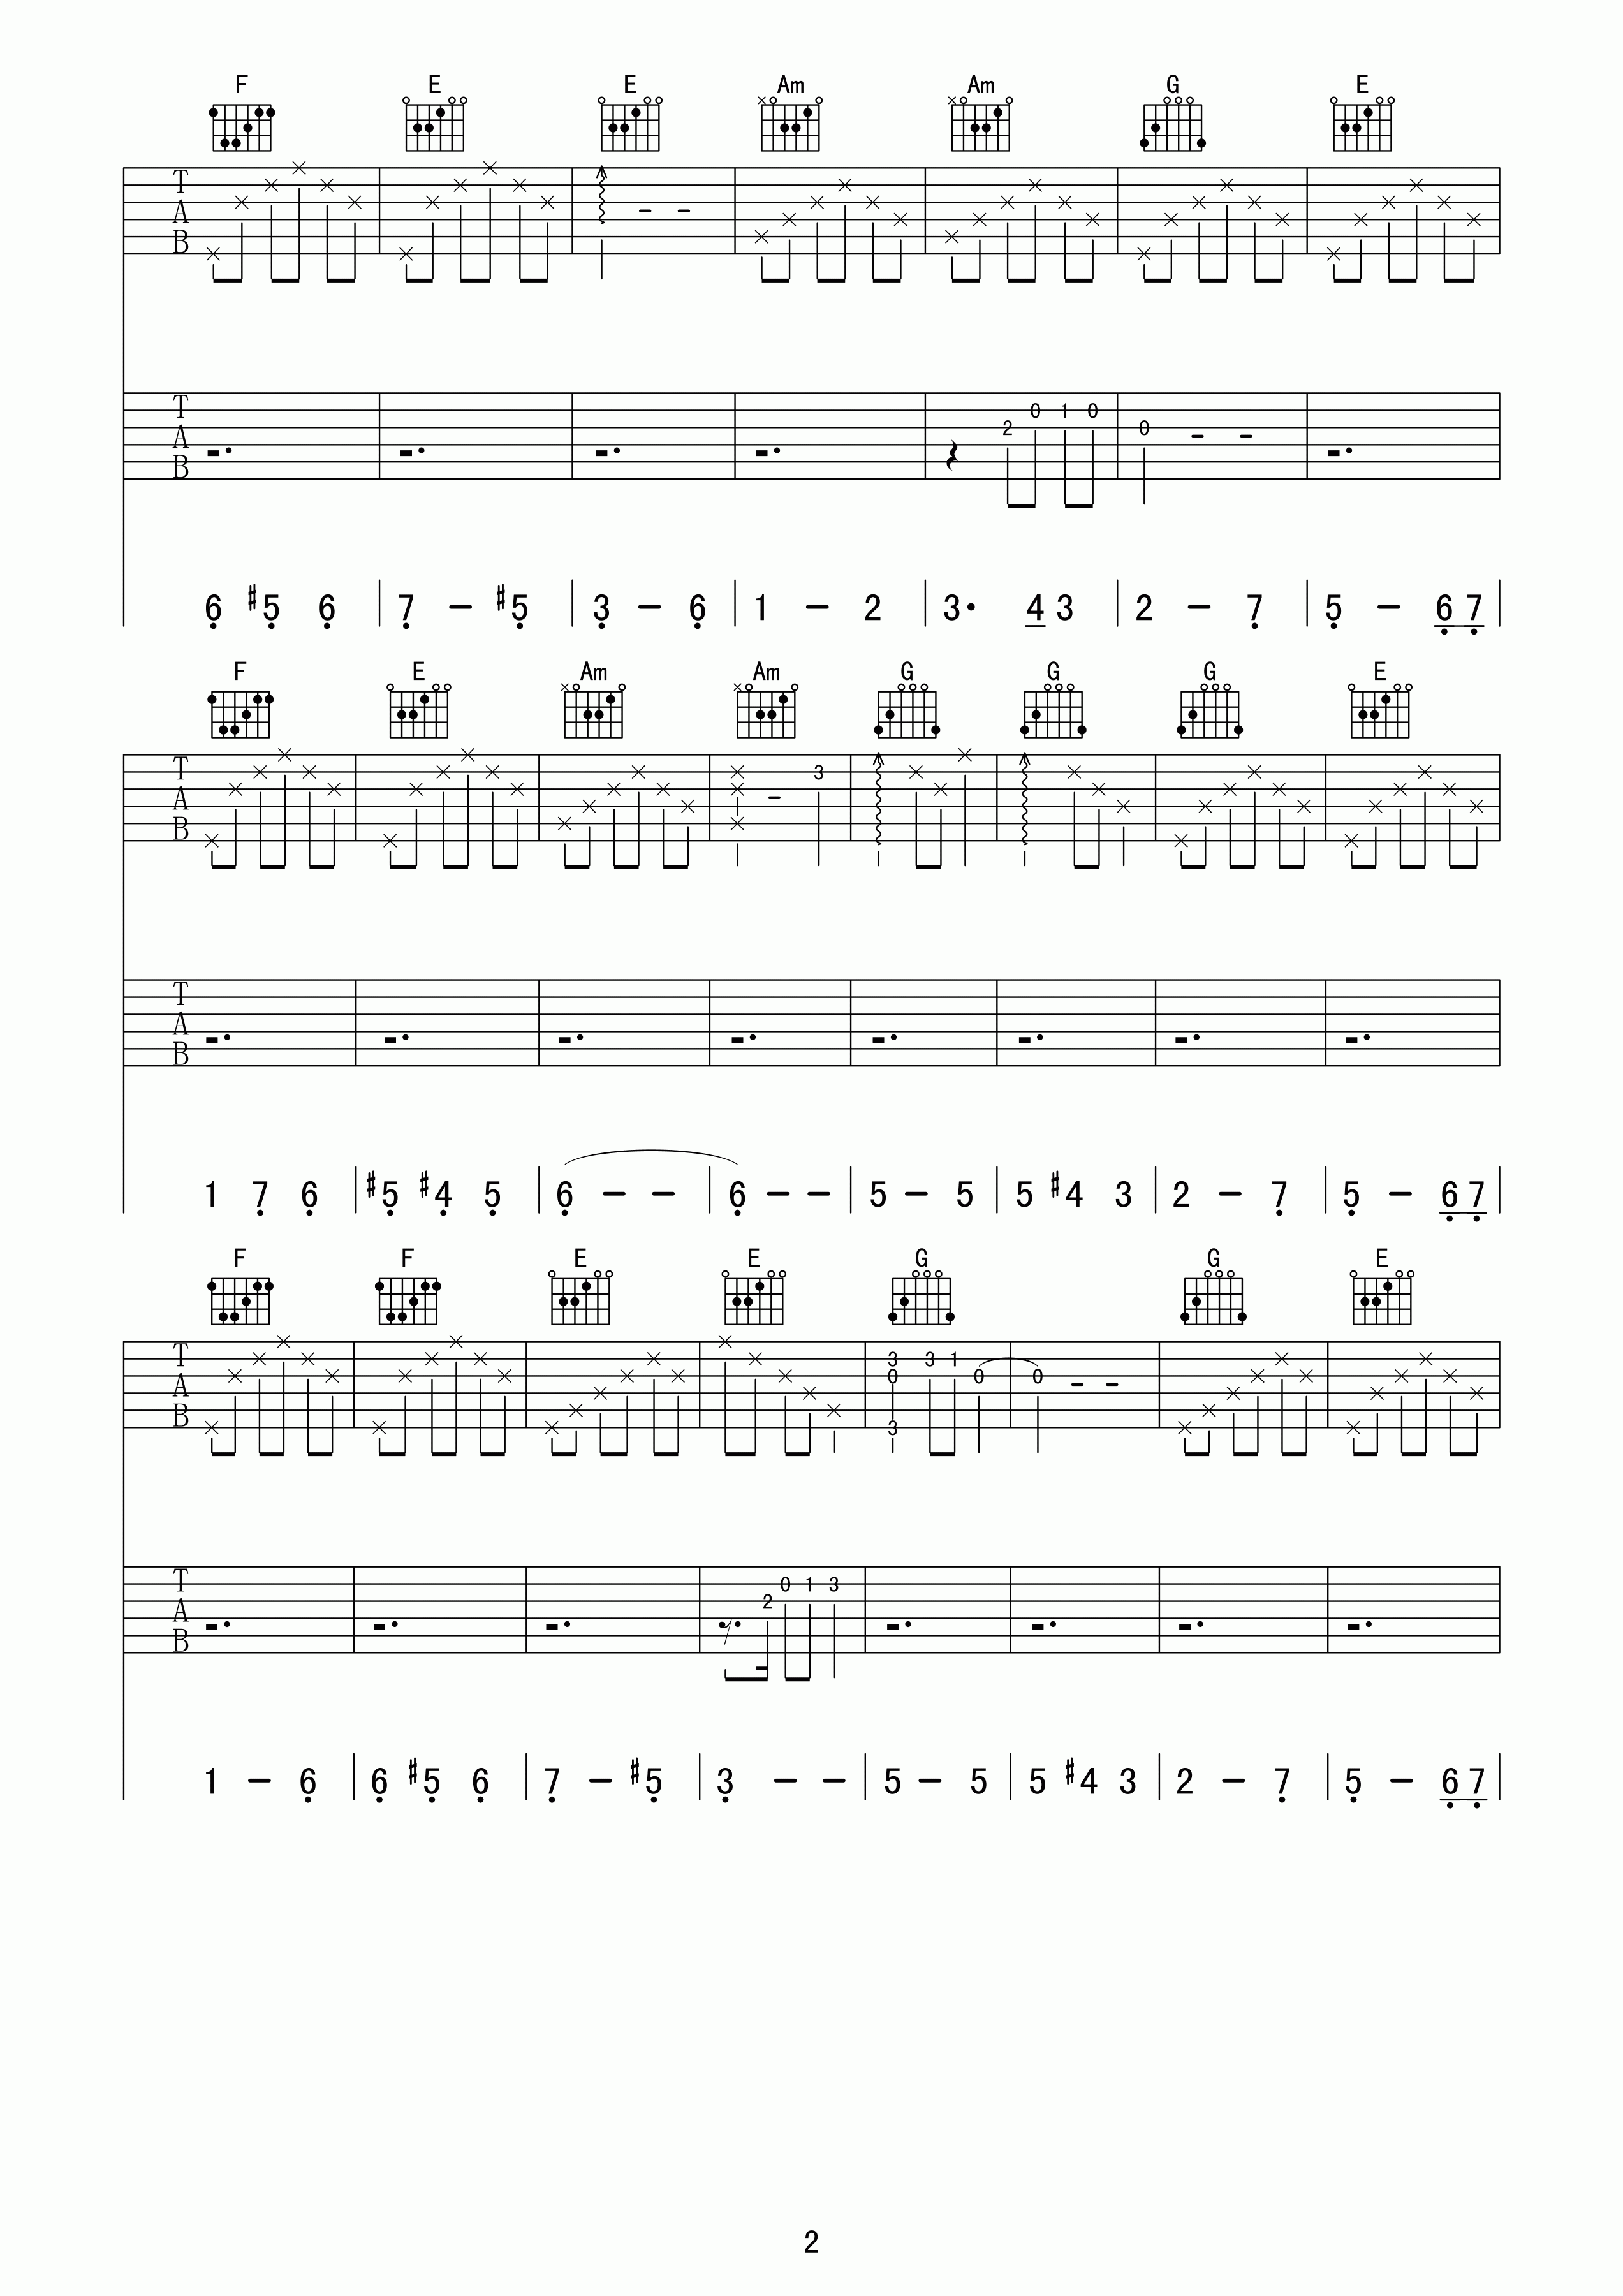 F E E Am Am G E
T A B
2 0 1 0 0
T A B
6 #5 6 | 7 - #5 | 3 - 6 | 1 - 2 | 3· 4 3 | 2 - 7 | 5 - 6 7 |
F E Am Am G G G E
3
T A B
T A B
1 7 6 | #5 #4 5 | 6 - - | 6 - - | 5 - 5 | 5 #4 3 | 2 - 7 | 5 - 6 7 |
F F E E G G E
3 0 3 3 1 0 0
T A B
2 0 1 3
T A B
1 - 6 | 6 #5 6 | 7 - #5 | 3 - - | 5 - 5 | 5 #4 3 | 2 - 7 | 5 - 6 7 |
2